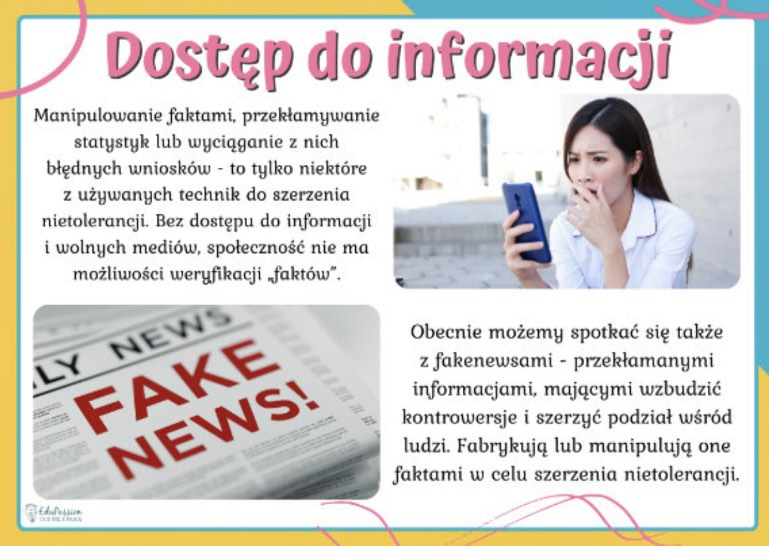 Dostęp do informacji
Manipulowanie faktami, przekłamywanie
statystyk lub wyciąganie z nich
błędnych wniosków - to tylko niektóre
z używanych technik do szerzenia
nietolerancji. Bez dostępu do informacji
i wolnych mediów, społeczność nie ma
możliwości weryfikacji „faktów”.
LY NEWS
FAKE
NEWS!
Obecnie możemy spotkać się także
z fakenewsami - przekłamanymi
informacjami, mającymi wzbudzić
kontrowersje i szerzyć podział wśród
ludzi. Fabrykują lub manipulują one
faktami w celu szerzenia nietolerancji.
EduPassion